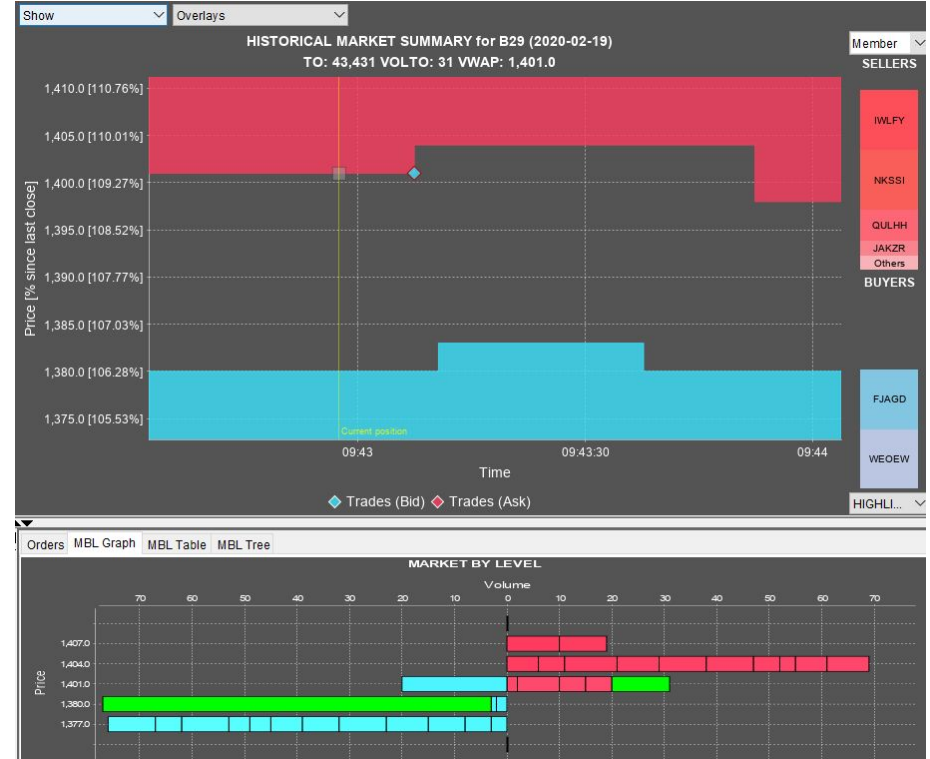 Show
Overlays
HISTORICAL MARKET SUMMARY for B29 (2020-02-19)
TO: 43,431 VOLTO: 31 VWAP: 1,401.0
Member
SELLERS
1,410.0 [110.76%]
1,405.0 [110.01%]
1,400.0 [109.27%]
1,395.0 [108.52%]
1,390.0 [107.77%]
1,385.0 [107.03%]
1,380.0 [106.28%]
1,375.0 [105.53%]
Price [% since last close]
Current position
09:43
09:43:30
09:44
Time
Trades (Bid) Trades (Ask)
IWLFY
NKSSI
QULHH
JAKZR
Others
BUYERS
FJAGD
WEOEW
HIGHLI...
Orders MBL Graph MBL Table MBL Tree
MARKET BY LEVEL
Volume
70 60 50 40 30 20 10 0 10 20 30 40 50 60 70
Price
1,407.0
1,404.0
1,401.0
1,380.0
1,377.0